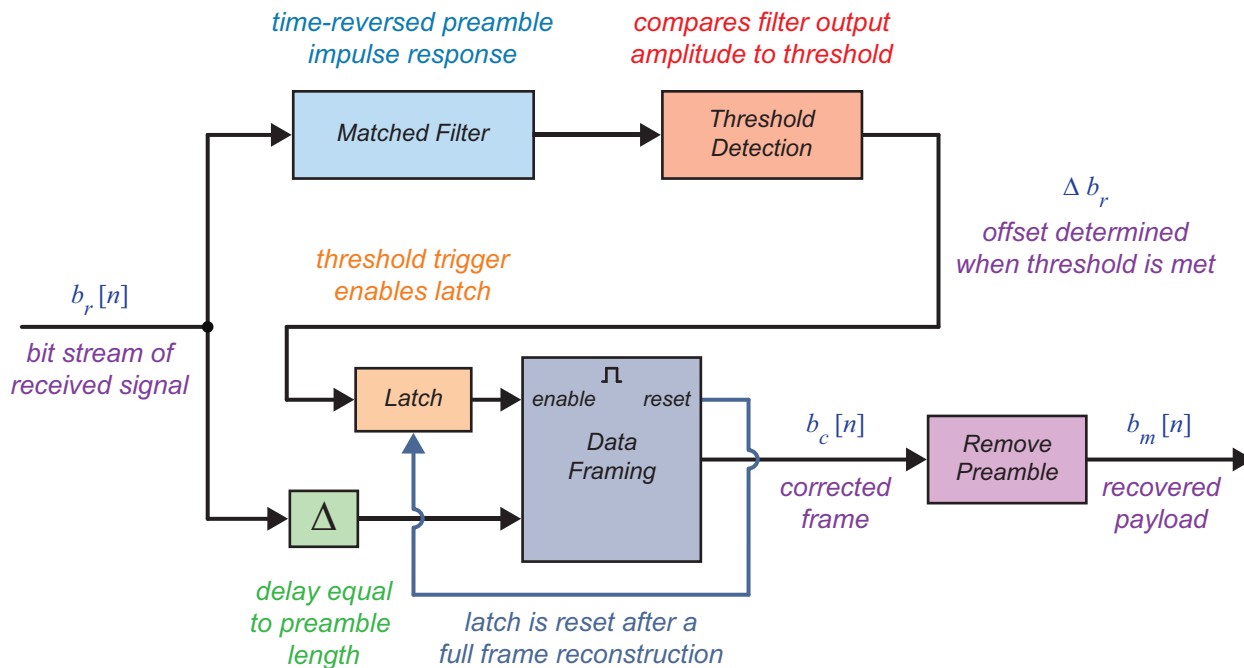 time-reversed preamble
impulse response
compares filter output
amplitude to threshold
Matched Filter
Threshold
Detection
Δ b_r
offset determined
when threshold is met
threshold trigger
enables latch
b_r [n]
bit stream of
received signal
Latch
enable
reset
Data
Framing
b_c [n]
corrected
frame
Remove
Preamble
b_m [n]
recovered
payload
Δ
delay equal
to preamble
length
latch is reset after a
full frame reconstruction